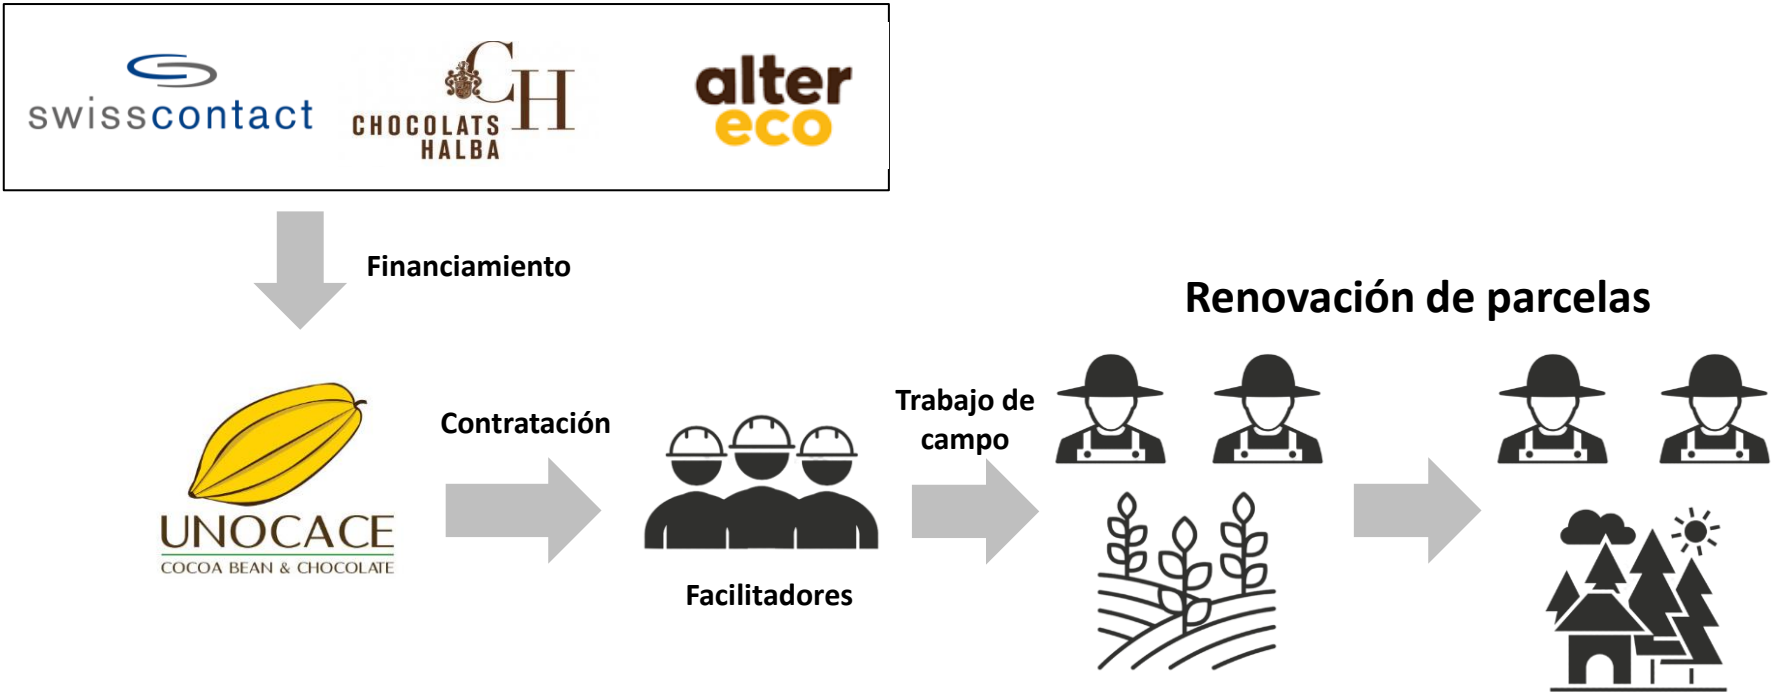 swisscontact
CH
CHOCOLATS
HALBA
alter
eco
Financiamiento
Renovación de parcelas
Contratación
Trabajo de
campo
UNOCACE
COCOA BEAN & CHOCOLATE
Facilitadores